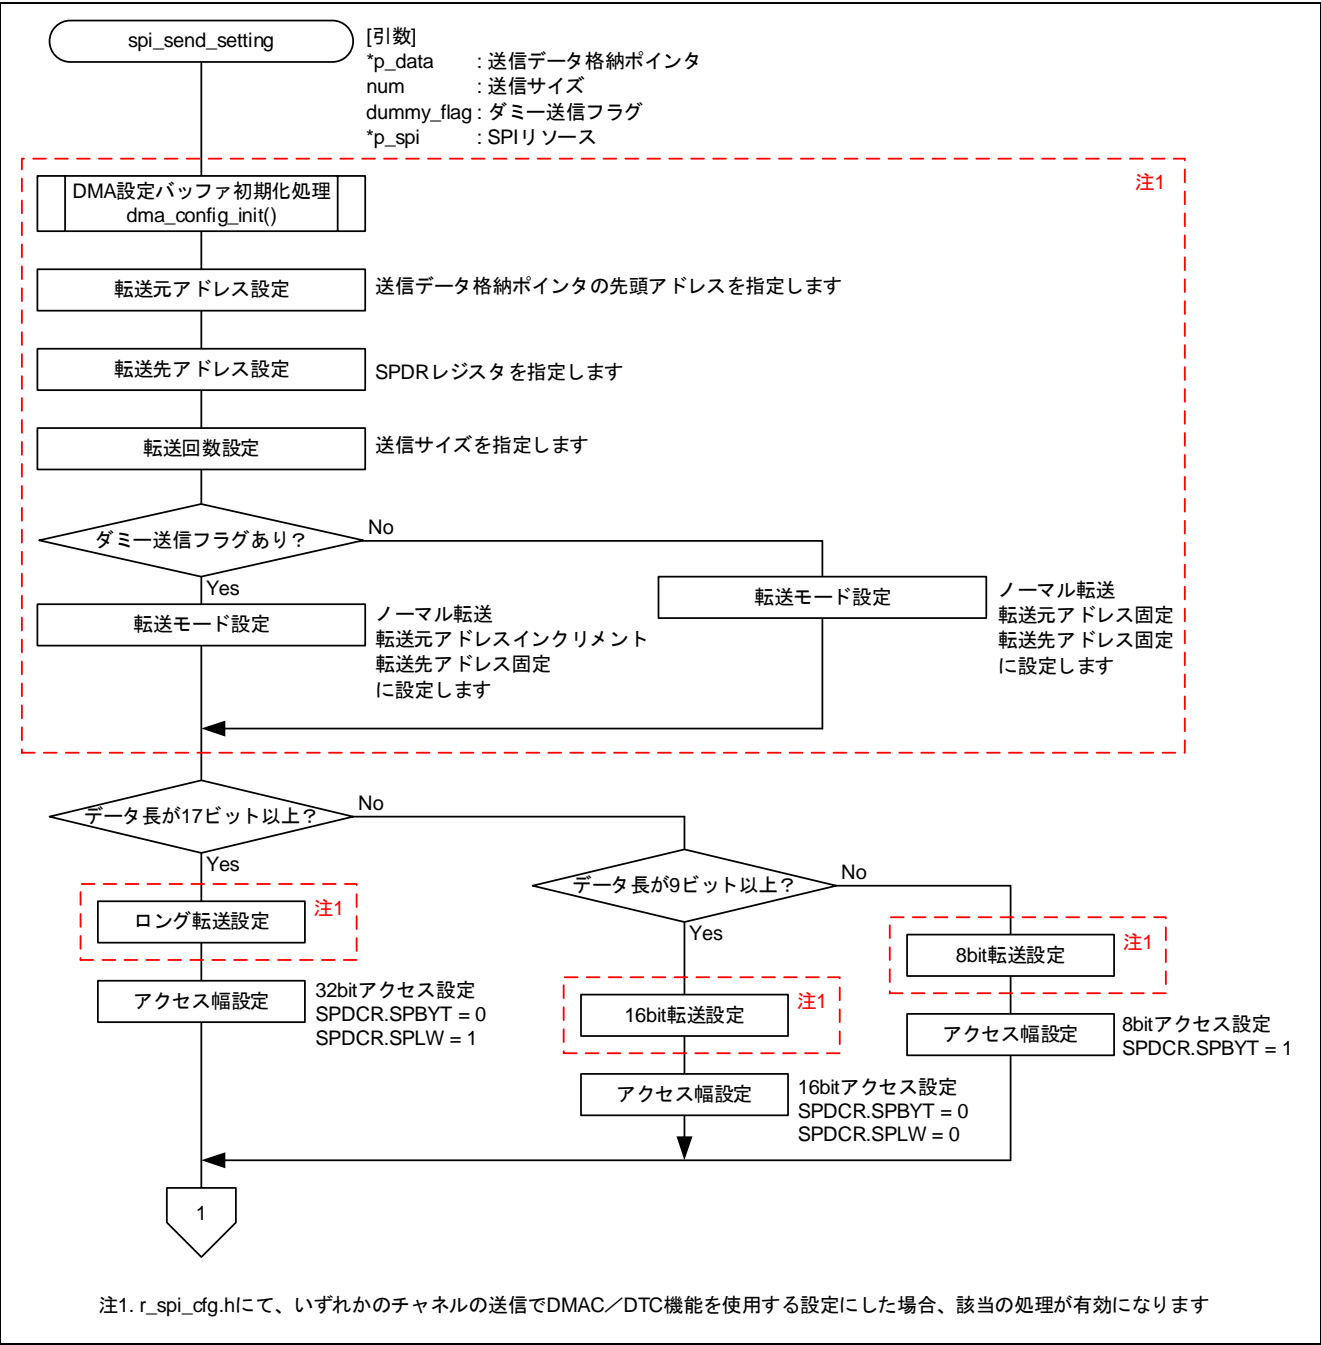 spi_send_setting
[引数]
*p_data : 送信データ格納ポインタ
num : 送信サイズ
dummy_flag : ダミー送信フラグ
*p_spi : SPIリソース
注1
DMA設定バッファ初期化処理
dma_config_init()
転送元アドレス設定
送信データ格納ポインタの先頭アドレスを指定します
転送先アドレス設定
SPDRレジスタを指定します
転送回数設定
送信サイズを指定します
ダミー送信フラグあり？
No
Yes
転送モード設定
ノーマル転送
転送元アドレスインクリメント
転送先アドレス固定
に設定します
転送モード設定
ノーマル転送
転送元アドレス固定
転送先アドレス固定
に設定します
データ長が17ビット以上？
No
Yes
ロング転送設定
注1
アクセス幅設定
32bitアクセス設定
SPDCR.SPBYT = 0
SPDCR.SPLW = 1
データ長が9ビット以上？
No
Yes
16bit転送設定
注1
アクセス幅設定
16bitアクセス設定
SPDCR.SPBYT = 0
SPDCR.SPLW = 0
8bit転送設定
注1
アクセス幅設定
8bitアクセス設定
SPDCR.SPBYT = 1
1
注1. r_spi_cfg.hにて、いずれかのチャネルの送信でDMAC／DTC機能を使用する設定にした場合、該当の処理が有効になります